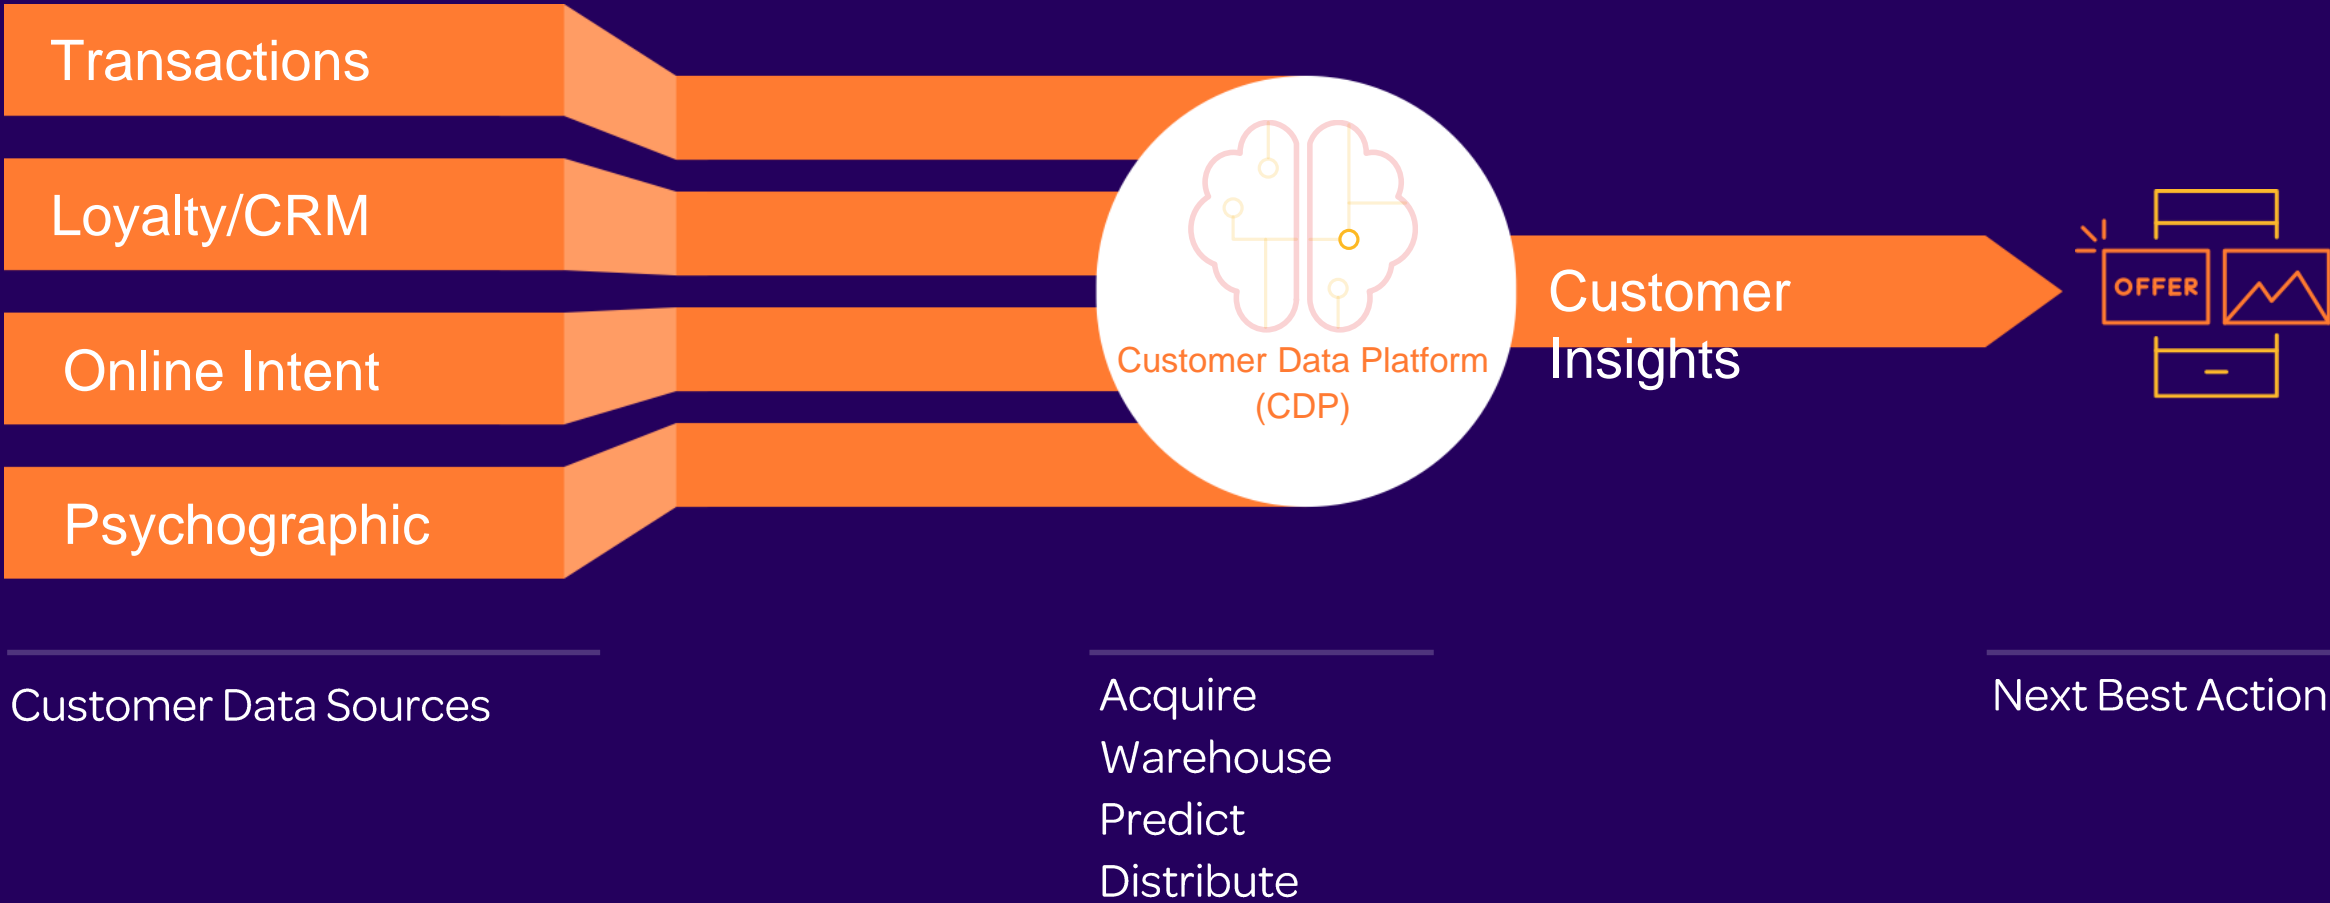 Transactions
Loyalty/CRM
Online Intent
Psychographic
Customer Data Platform
(CDP)
Customer
Insights
OFFER
Customer Data Sources
Acquire
Warehouse
Predict
Distribute
Next Best Action